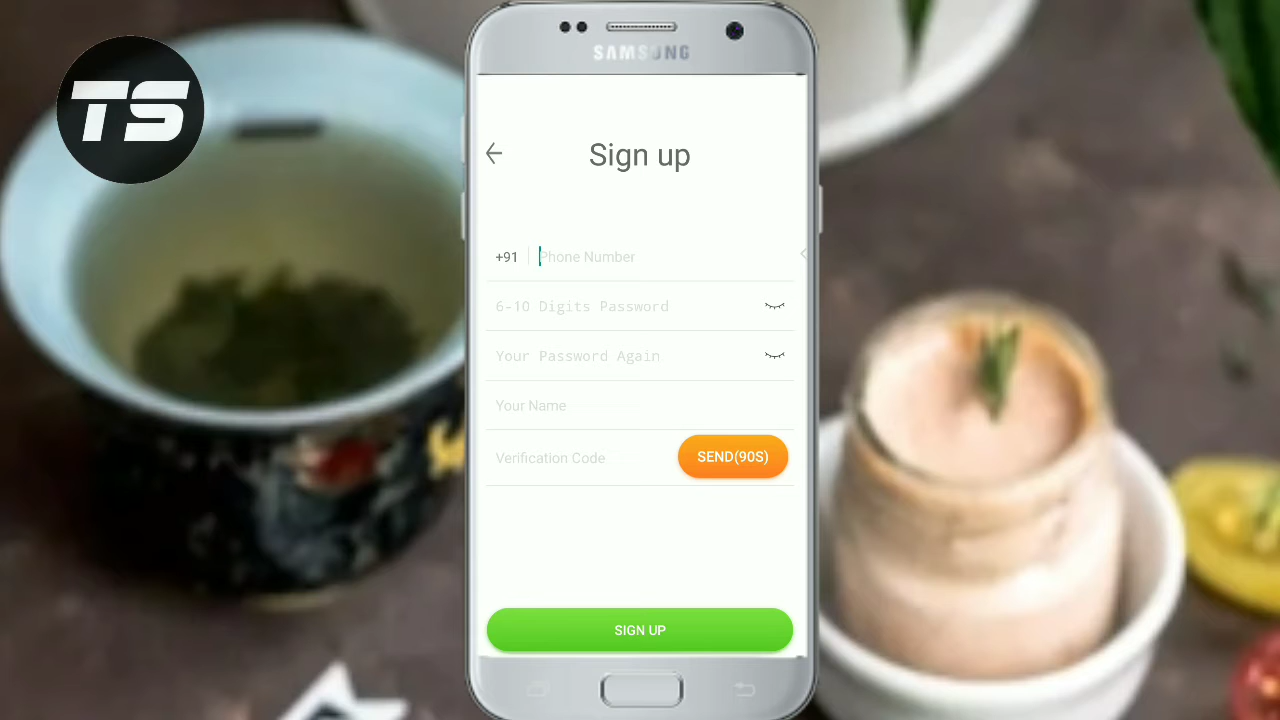 TS
SAMSUNG
Sign up
+91 Phone Number
6-10 Digits Password
Your Password Again
Your Name
Verification Code SEND(90S)
SIGN UP